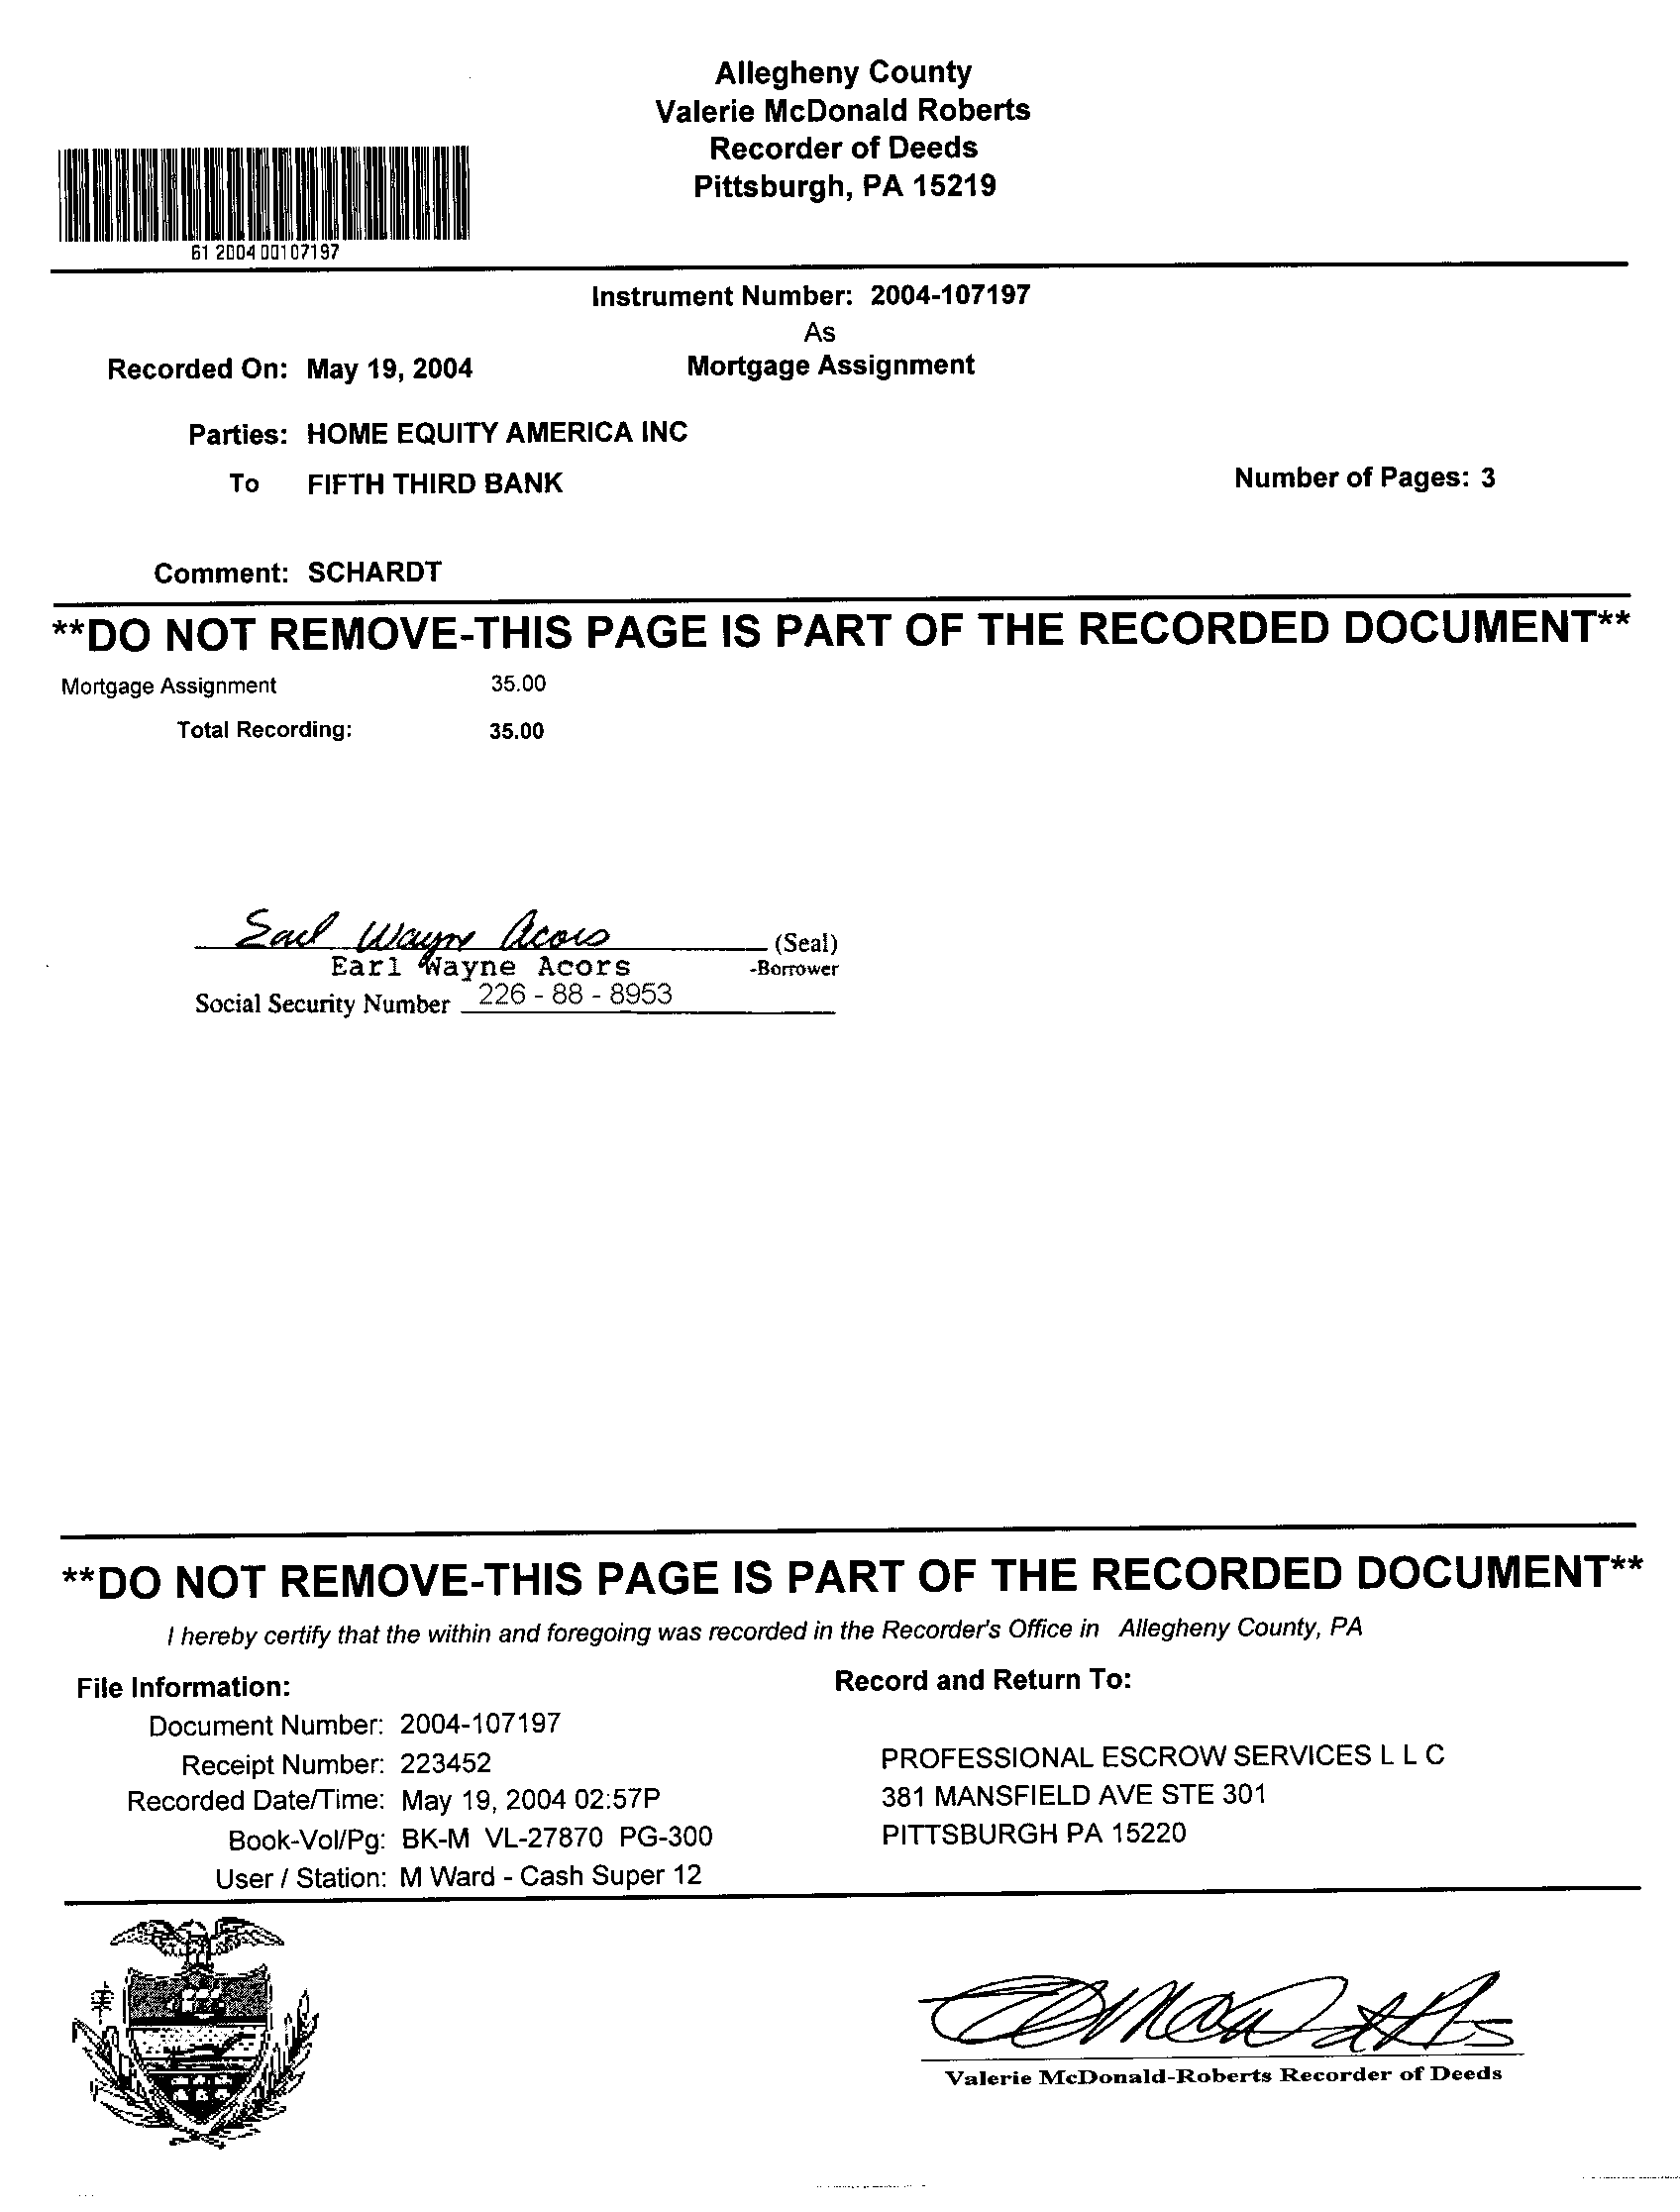 Allegheny County
Valerie McDonald Roberts
Recorder of Deeds
Pittsburgh, PA 15219
61 2004 00107197
Instrument Number: 2004-107197
As
Recorded On: May 19, 2004 Mortgage Assignment
Parties: HOME EQUITY AMERICA INC
To FIFTH THIRD BANK Number of Pages: 3
Comment: SCHARDT
**DO NOT REMOVE-THIS PAGE IS PART OF THE RECORDED DOCUMENT**
Mortgage Assignment 35.00
Total Recording: 35.00
Earl Wayne Acors (Seal)
Earl Wayne Acors -Borrower
Social Security Number 226 - 88 - 8953
**DO NOT REMOVE-THIS PAGE IS PART OF THE RECORDED DOCUMENT**
I hereby certify that the within and foregoing was recorded in the Recorder's Office in Allegheny County, PA
File Information: Record and Return To:
Document Number: 2004-107197
Receipt Number: 223452 PROFESSIONAL ESCROW SERVICES L L C
Recorded Date/Time: May 19, 2004 02:57P 381 MANSFIELD AVE STE 301
Book-Vol/Pg: BK-M VL-27870 PG-300 PITTSBURGH PA 15220
User / Station: M Ward - Cash Super 12
Valerie McDonald-Roberts Recorder of Deeds